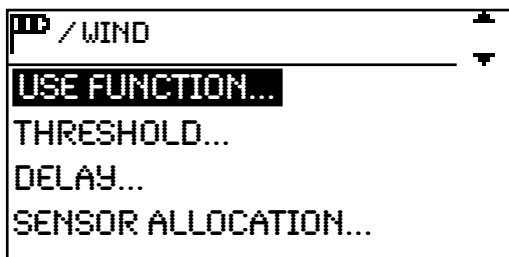 / WIND
USE FUNCTION...
THRESHOLD...
DELAY...
SENSOR ALLOCATION...